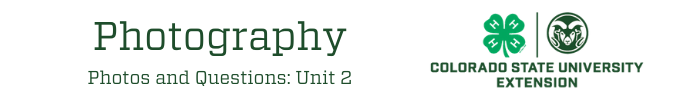 Photography
Photos and Questions: Unit 2
H H
H H
COLORADO STATE UNIVERSITY
EXTENSION